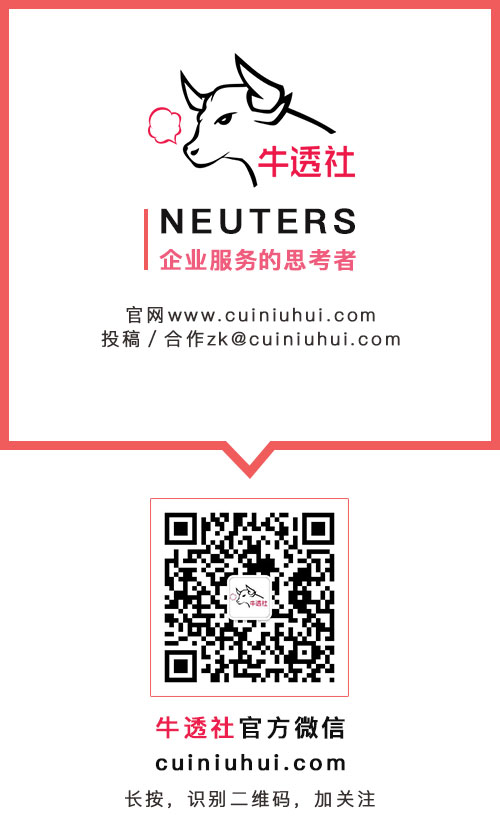 牛透社
NEUTERS
企业服务的思考者
官网www.cuiniuhui.com
投稿 / 合作zk@cuiniuhui.com
牛透社
牛透社官方微信
cuiniuhui.com
长按，识别二维码，加关注